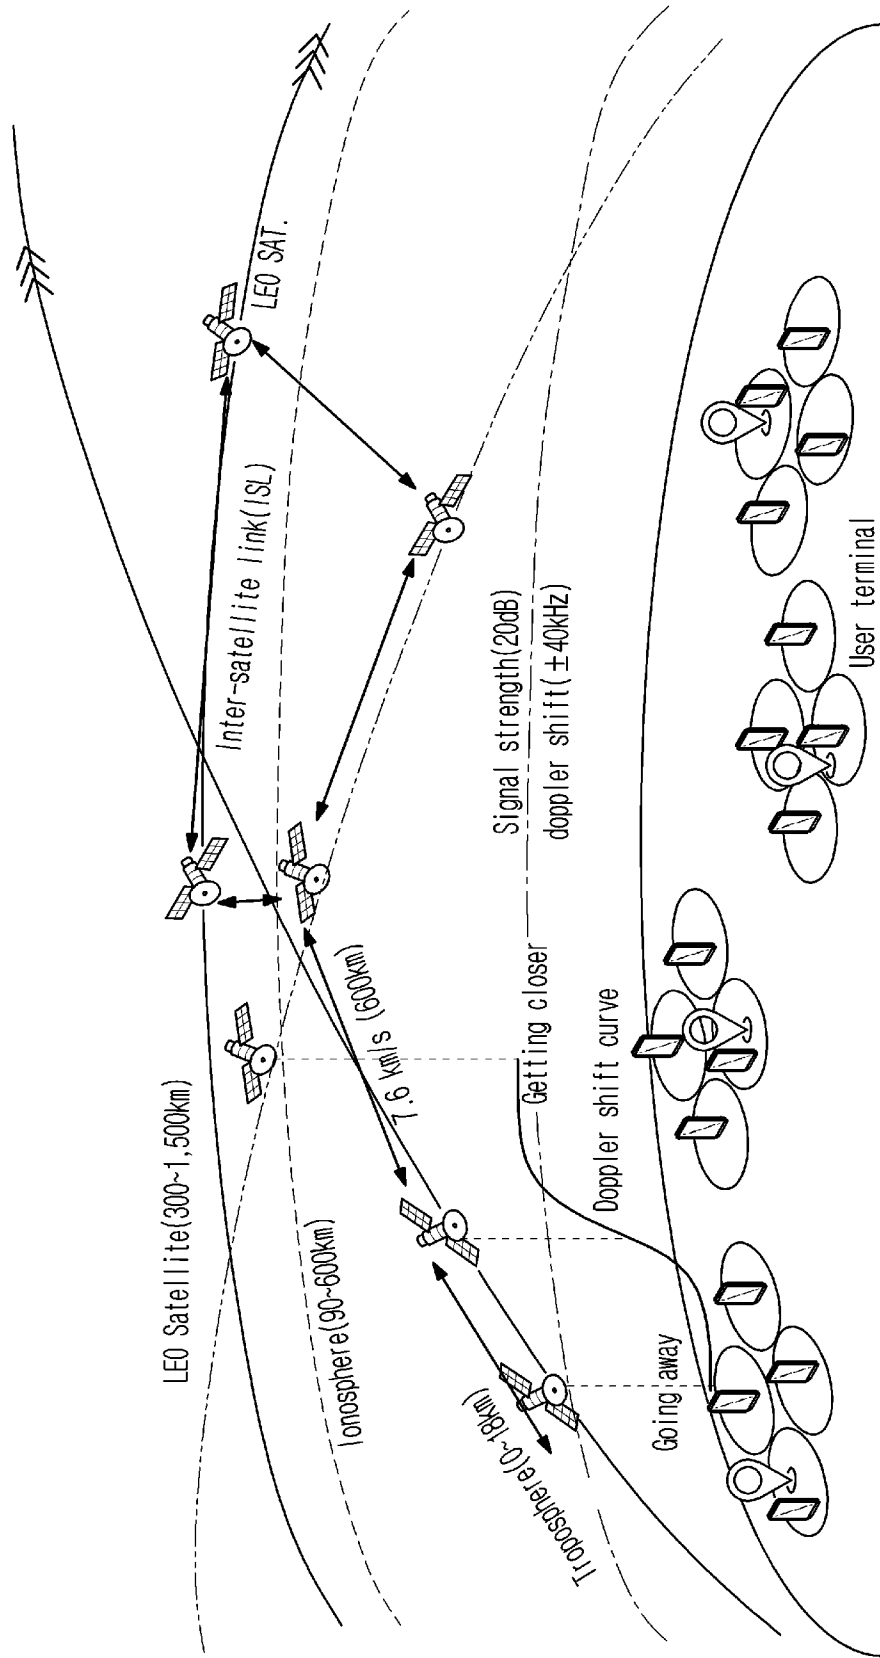 LEO Satellite(300~1,500km)
Inter-satellite link(ISL)
LEO SAT.
Ionosphere(90~600km)
7.6 km/s (600km)
Troposphere(0~18km)
Signal strength(20dB)
doppler shift(±40kHz)
Getting closer
Doppler shift curve
Going away
User terminal